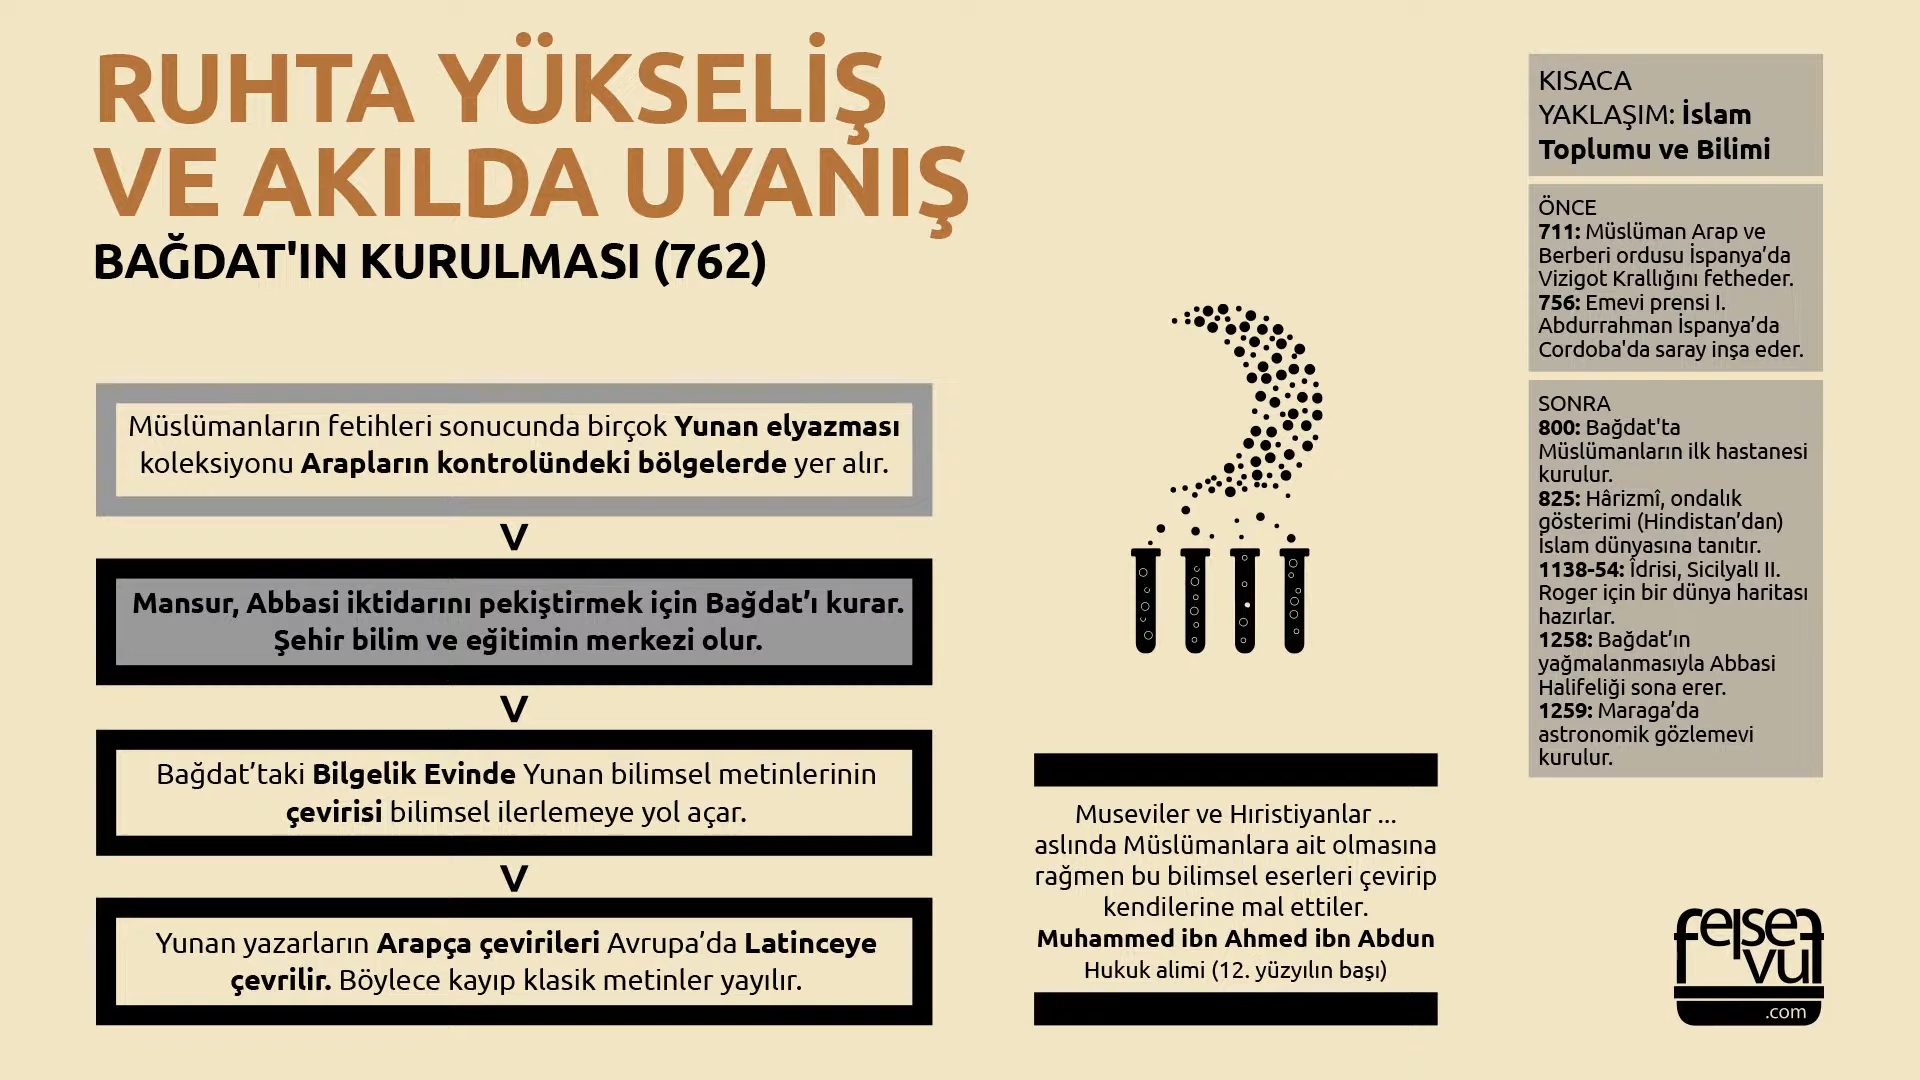 RUHTA YÜKSELİŞ
VE AKILDA UYANIŞ
BAĞDAT'IN KURULMASI (762)
Müslümanların fetihleri sonucunda birçok Yunan elyazması
koleksiyonu Arapların kontrolündeki bölgelerde yer alır.
V
Mansur, Abbasi iktidarını pekiştirmek için Bağdat’ı kurar.
Şehir bilim ve eğitimin merkezi olur.
V
Bağdat’taki Bilgelik Evinde Yunan bilimsel metinlerinin
çevirisi bilimsel ilerlemeye yol açar.
V
Yunan yazarların Arapça çevirileri Avrupa’da Latinceye
çevrilir. Böylece kayıp klasik metinler yayılır.
Museviler ve Hıristiyanlar ...
aslında Müslümanlara ait olmasına
rağmen bu bilimsel eserleri çevirip
kendilerine mal ettiler.
Muhammed ibn Ahmed ibn Abdun
Hukuk alimi (12. yüzyılın başı)
KISACA
YAKLAŞIM: İslam
Toplumu ve Bilimi
ÖNCE
711: Müslüman Arap ve
Berberi ordusu İspanya’da
Vizigot Krallığını fetheder.
756: Emevi prensi I.
Abdurrahman İspanya’da
Cordoba'da saray inşa eder.
SONRA
800: Bağdat'ta
Müslümanların ilk hastanesi
kurulur.
825: Hârizmî, ondalık
gösterimi (Hindistan’dan)
İslam dünyasına tanıtır.
1138-54: Îdrisi, SicilyalI II.
Roger için bir dünya haritası
hazırlar.
1258: Bağdat’ın
yağmalanmasıyla Abbasi
Halifeliği sona erer.
1259: Maraga’da
astronomik gözlemevi
kurulur.
felsefe
vul
.com